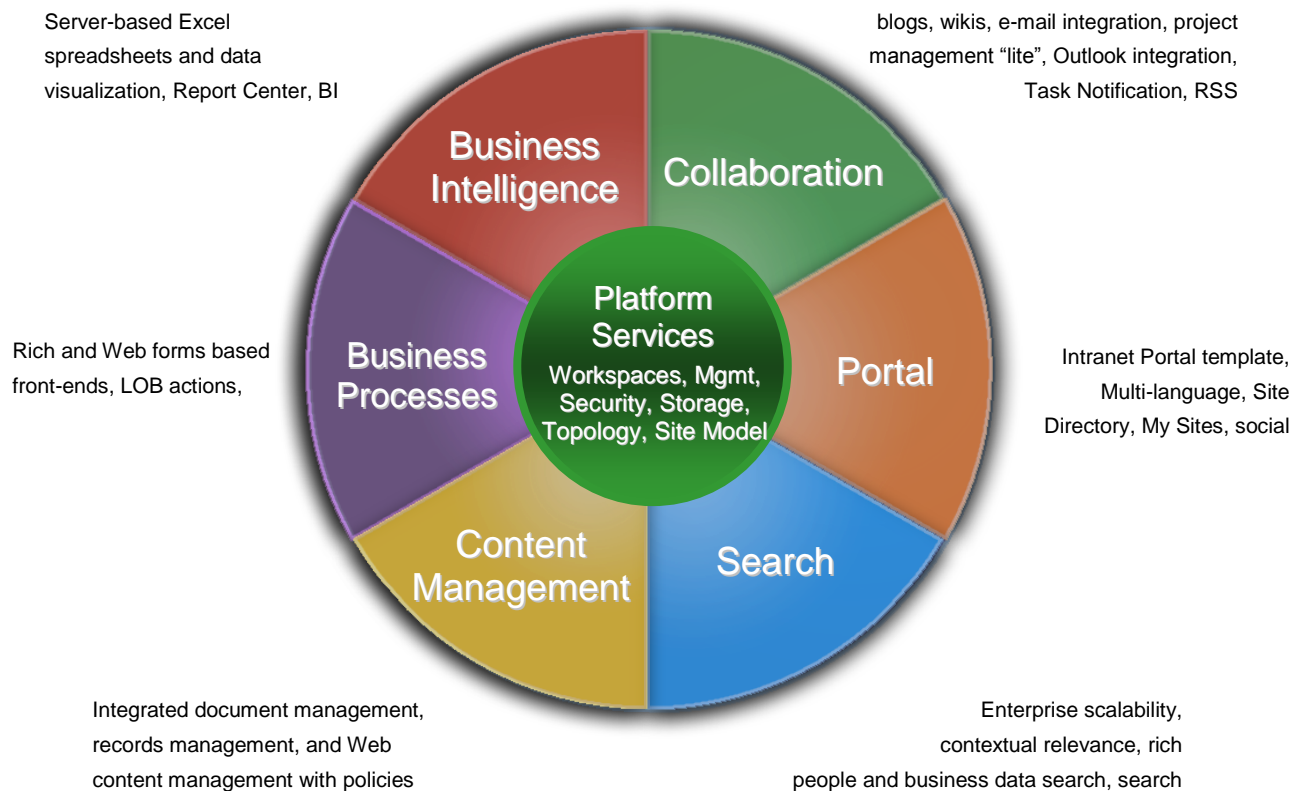 Server-based Excel
spreadsheets and data
visualization, Report Center, BI
blogs, wikis, e-mail integration, project
management “lite”, Outlook integration,
Task Notification, RSS
Business
Intelligence
Collaboration
Platform
Services
Workspaces, Mgmt,
Security, Storage,
Topology, Site Model
Rich and Web forms based
front-ends, LOB actions,
Business
Processes
Portal
Intranet Portal template,
Multi-language, Site
Directory, My Sites, social
Content
Management
Search
Integrated document management,
records management, and Web
content management with policies
Enterprise scalability,
contextual relevance, rich
people and business data search, search